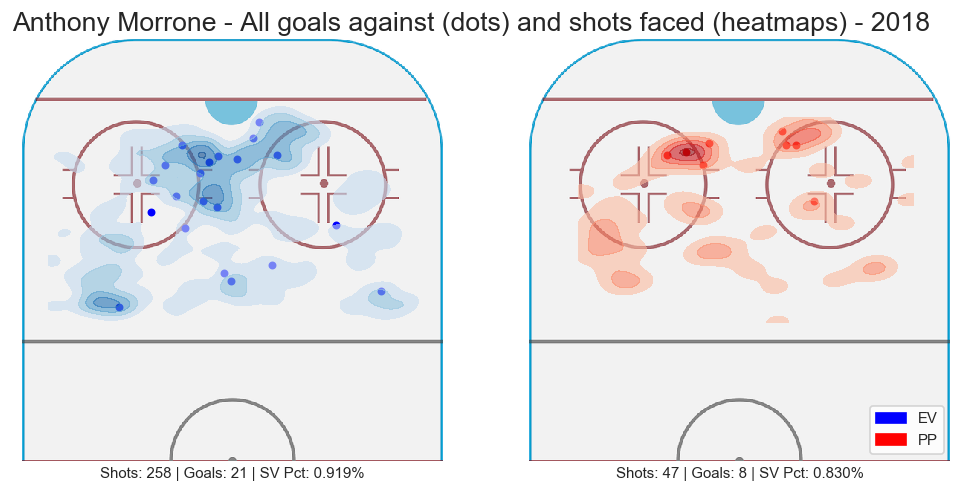 Anthony Morrone - All goals against (dots) and shots faced (heatmaps) - 2018
EV
PP
Shots: 258 | Goals: 21 | SV Pct: 0.919%
Shots: 47 | Goals: 8 | SV Pct: 0.830%